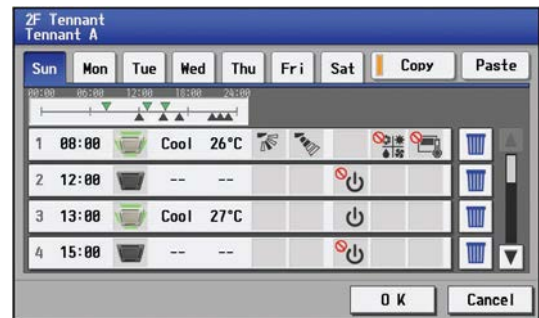 2F Tennant
Tennant A
Sun Mon Tue Wed Thu Fri Sat Copy Paste
00:00 06:00 12:00 18:00 24:00
1 08:00 Cool 26°C
2 12:00 -- --
3 13:00 Cool 27°C
4 15:00 -- --
OK Cancel